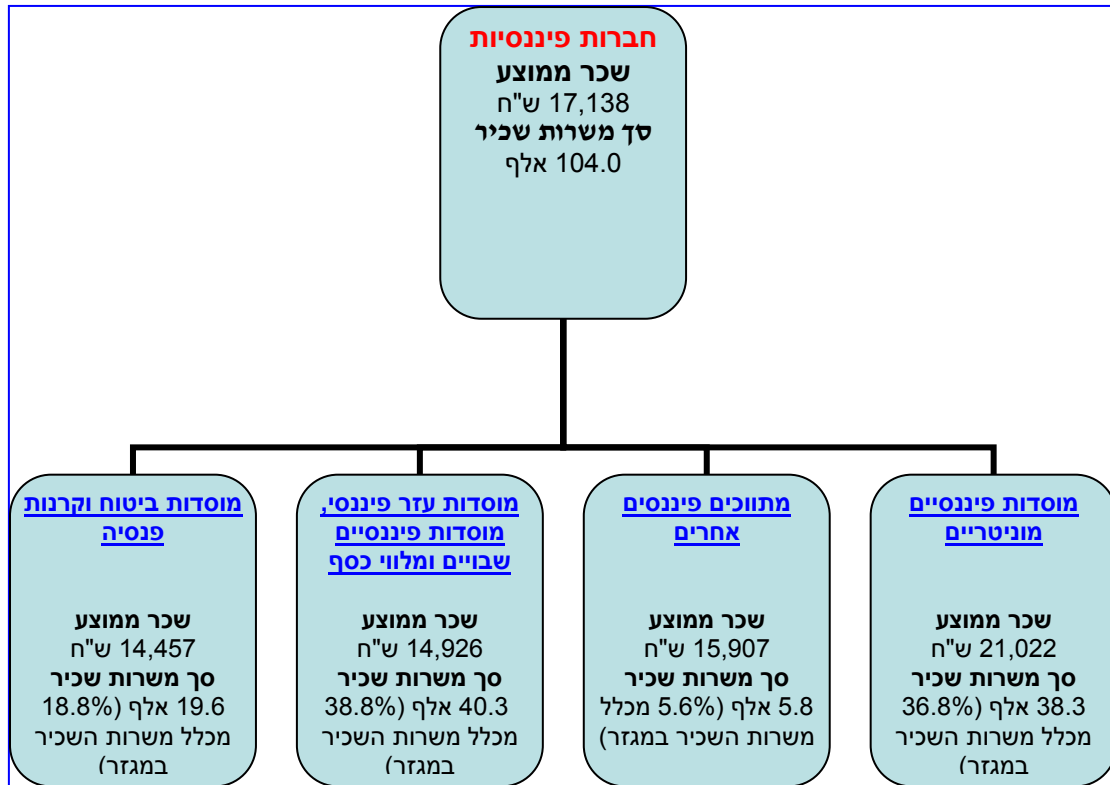 חברות פיננסיות
שכר ממוצע
17,138 ש"ח
סך משרות שכיר
104.0 אלף
מוסדות פיננסיים
מוניטריים
שכר ממוצע
21,022 ש"ח
סך משרות שכיר
38.3 אלף (36.8%
מכלל משרות השכיר
במגזר)
מתווכים פיננסים
אחרים
שכר ממוצע
15,907 ש"ח
סך משרות שכיר
5.8 אלף (5.6% מכלל
משרות השכיר במגזר)
מוסדות עזר פיננסי,
מוסדות פיננסיים
שבויים ומלווי כסף
שכר ממוצע
14,926 ש"ח
סך משרות שכיר
40.3 אלף (38.8%
מכלל משרות השכיר
במגזר)
מוסדות ביטוח וקרנות
פנסיה
שכר ממוצע
14,457 ש"ח
סך משרות שכיר
19.6 אלף (18.8%
מכלל משרות השכיר
במגזר)